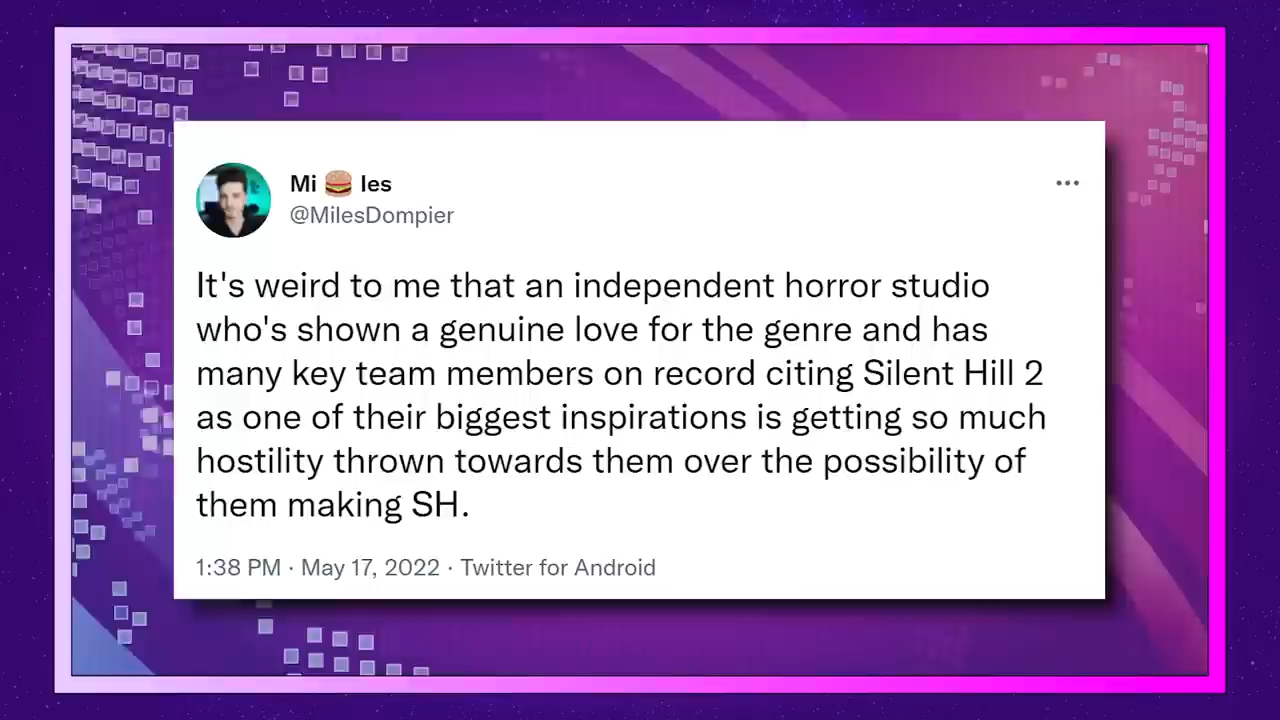 Mi 🍔 les
@MilesDompier
It's weird to me that an independent horror studio
who's shown a genuine love for the genre and has
many key team members on record citing Silent Hill 2
as one of their biggest inspirations is getting so much
hostility thrown towards them over the possibility of
them making SH.
1:38 PM · May 17, 2022 · Twitter for Android